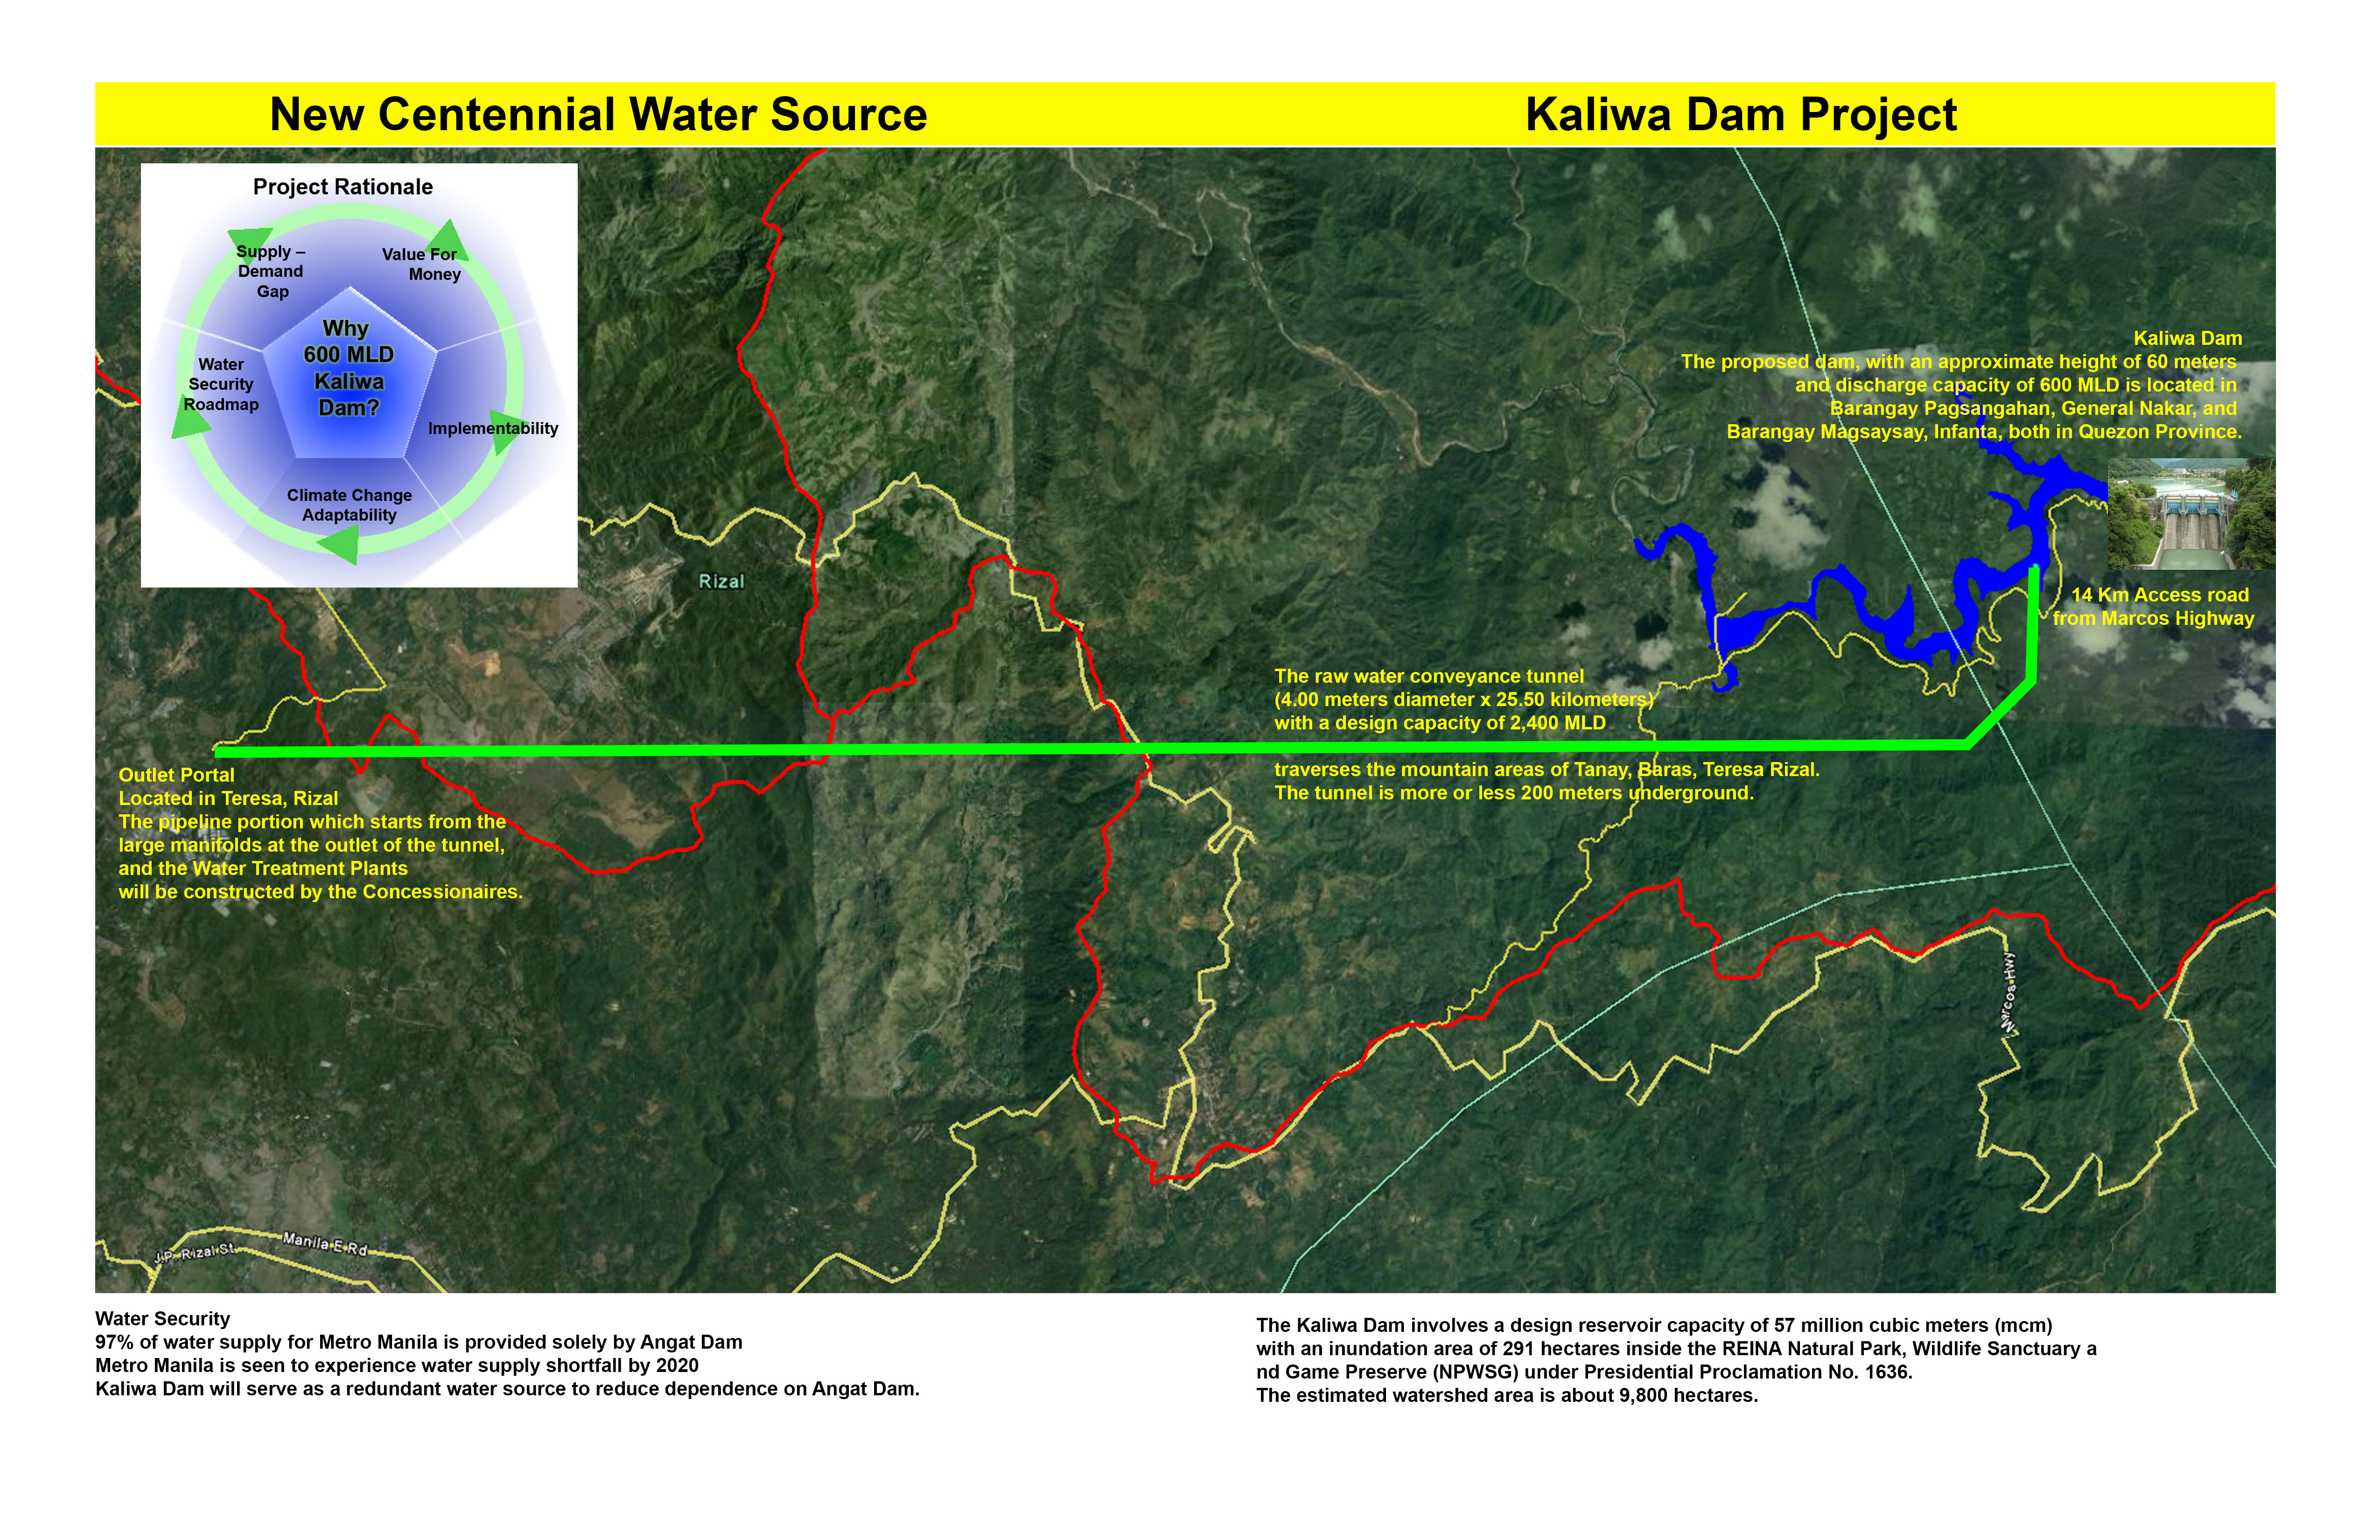 New Centennial Water Source
Kaliwa Dam Project
Project Rationale
Supply –
Demand
Gap
Value For
Money
Water
Security
Roadmap
Why
600 MLD
Kaliwa
Dam?
Implementability
Climate Change
Adaptability
Rizal
Kaliwa Dam
The proposed dam, with an approximate height of 60 meters
and discharge capacity of 600 MLD is located in
Barangay Pagsangahan, General Nakar, and
Barangay Magsaysay, Infanta, both in Quezon Province.
14 Km Access road
from Marcos Highway
The raw water conveyance tunnel
(4.00 meters diameter x 25.50 kilometers)
with a design capacity of 2,400 MLD
traverses the mountain areas of Tanay, Baras, Teresa Rizal.
The tunnel is more or less 200 meters underground.
Outlet Portal
Located in Teresa, Rizal
The pipeline portion which starts from the
large manifolds at the outlet of the tunnel,
and the Water Treatment Plants
will be constructed by the Concessionaires.
Marcos Hwy
J.P. Rizal St.
Manila E Rd
Water Security
97% of water supply for Metro Manila is provided solely by Angat Dam
Metro Manila is seen to experience water supply shortfall by 2020
Kaliwa Dam will serve as a redundant water source to reduce dependence on Angat Dam.
The Kaliwa Dam involves a design reservoir capacity of 57 million cubic meters (mcm)
with an inundation area of 291 hectares inside the REINA Natural Park, Wildlife Sanctuary a
nd Game Preserve (NPWSG) under Presidential Proclamation No. 1636.
The estimated watershed area is about 9,800 hectares.